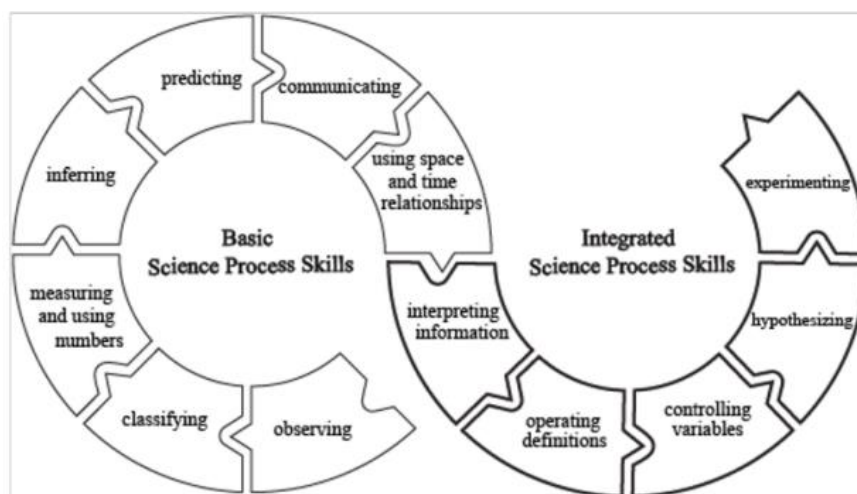 predicting
communicating
inferring
using space
and time
relationships
experimenting
Basic
Science Process Skills
Integrated
Science Process Skills
measuring
and using
numbers
interpreting
information
hypothesizing
classifying
observing
operating
definitions
controlling
variables